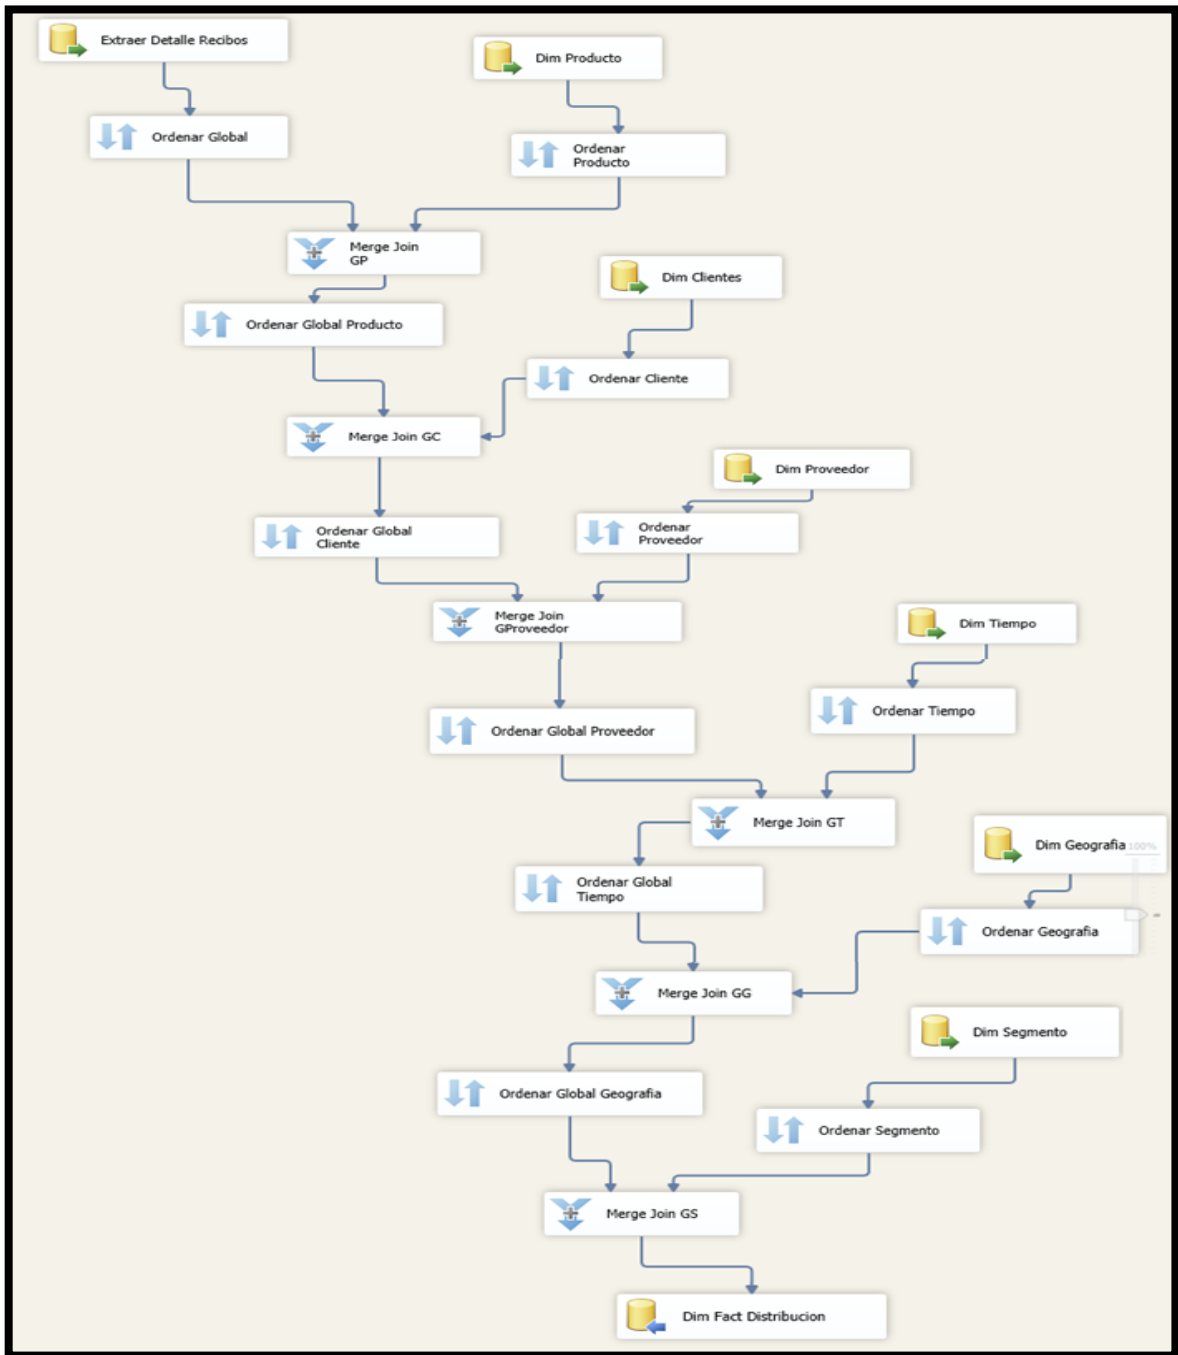 Extraer Detalle Recibos
Dim Producto
Ordenar Global
Ordenar
Producto
Merge Join
GP
Dim Clientes
Ordenar Global Producto
Ordenar Cliente
Merge Join GC
Dim Proveedor
Ordenar Global
Cliente
Ordenar
Proveedor
Merge Join
GProveedor
Dim Tiempo
Ordenar Tiempo
Ordenar Global Proveedor
Merge Join GT
Dim Geografia
100%
Ordenar Global
Tiempo
Ordenar Geografia
Merge Join GG
Dim Segmento
Ordenar Global Geografia
Ordenar Segmento
Merge Join GS
Dim Fact Distribucion